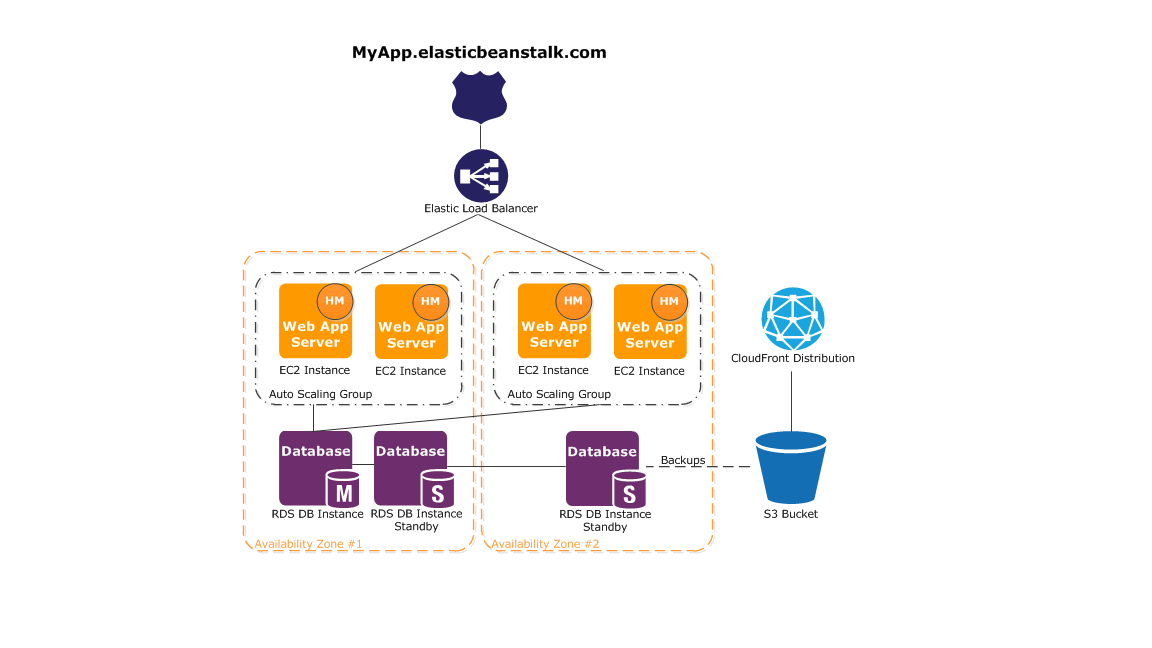 MyApp.elasticbeanstalk.com
Elastic Load Balancer
HM
Web App
Server
EC2 Instance
HM
Web App
Server
EC2 Instance
Auto Scaling Group
HM
Web App
Server
EC2 Instance
HM
Web App
Server
EC2 Instance
Auto Scaling Group
CloudFront Distribution
Database
M
RDS DB Instance
Database
S
RDS DB Instance
Standby
Availability Zone #1
Database
S
RDS DB Instance
Standby
Availability Zone #2
Backups
S3 Bucket